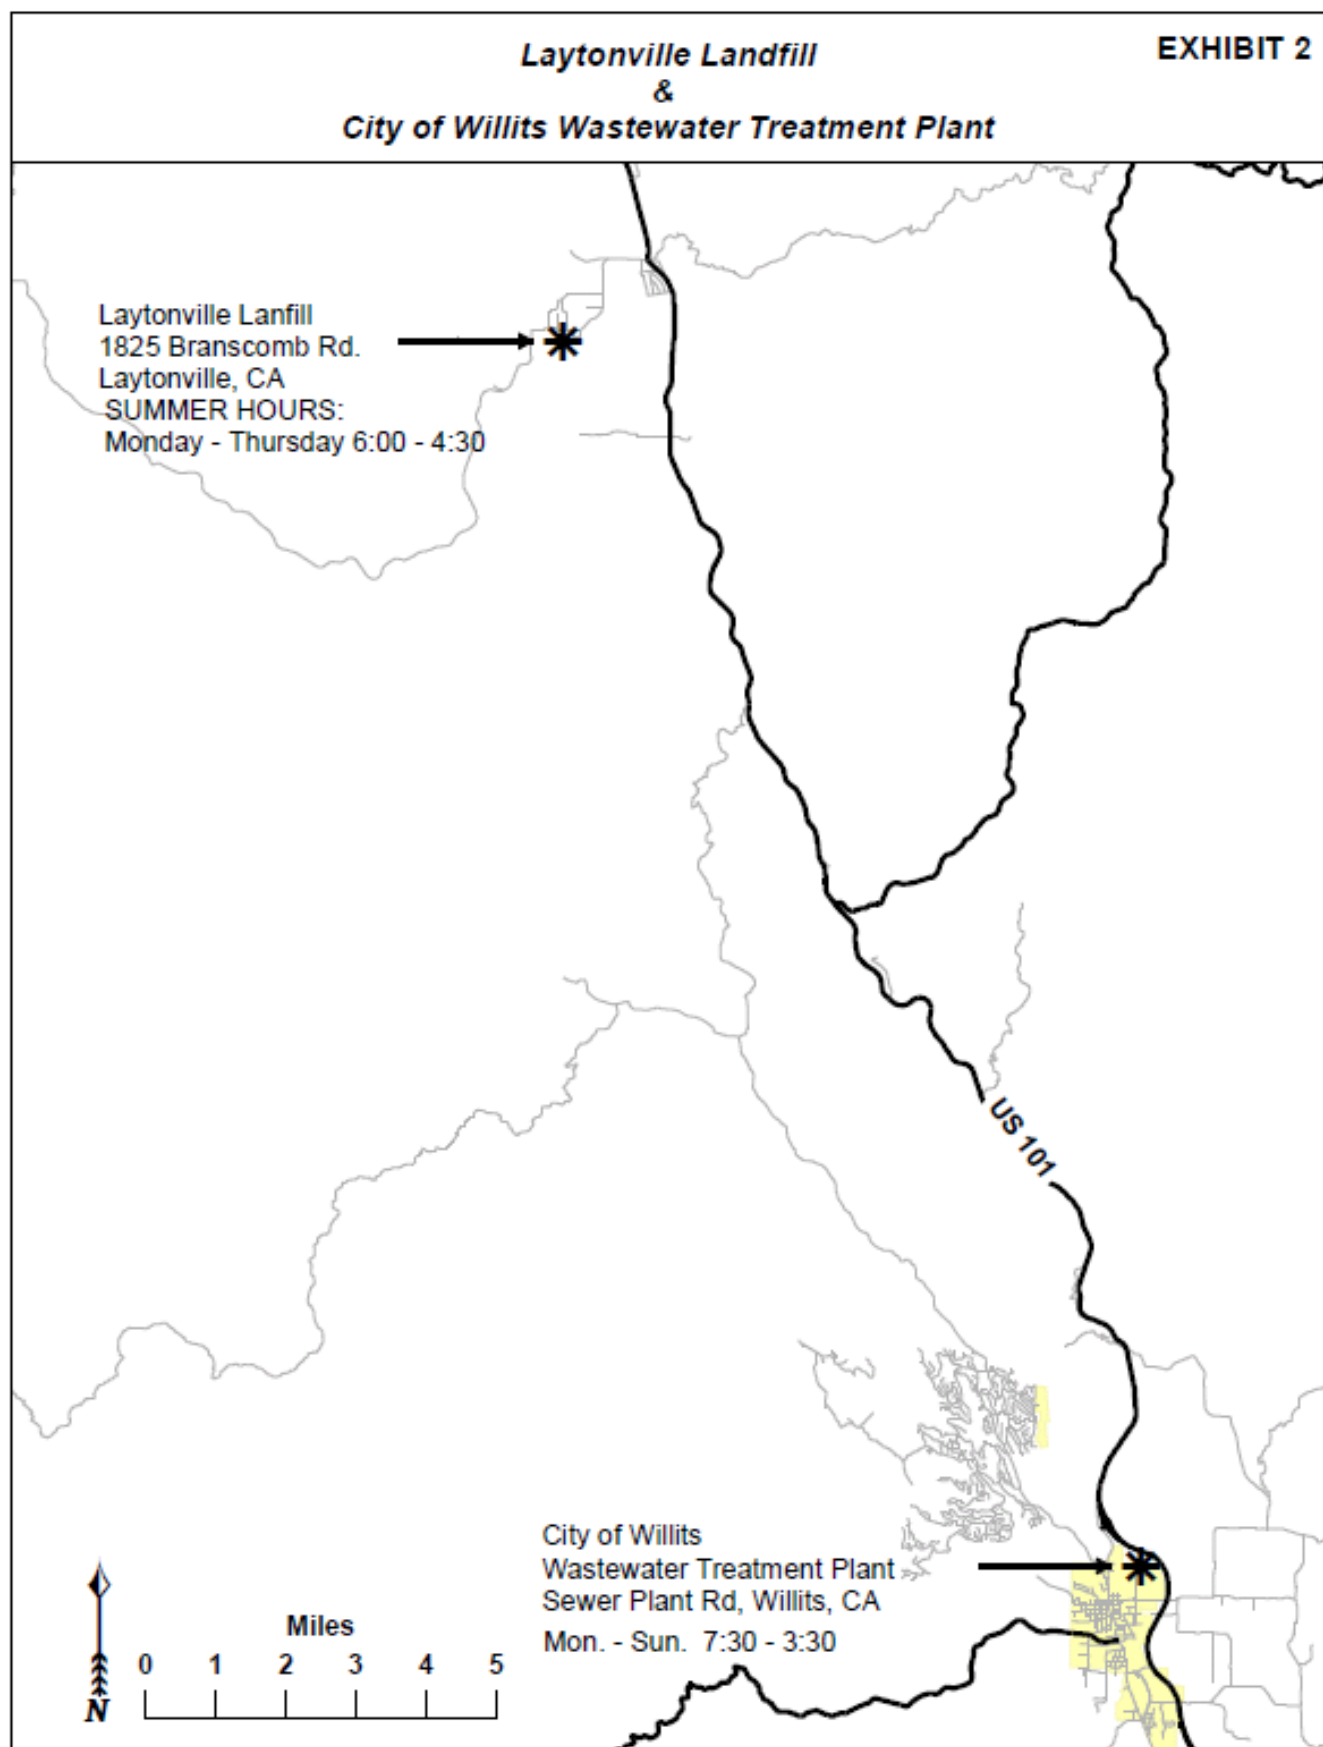 Laytonville Landfill
&
City of Willits Wastewater Treatment Plant
EXHIBIT 2
Laytonville Lanfill
1825 Branscomb Rd.
Laytonville, CA
SUMMER HOURS:
Monday - Thursday 6:00 - 4:30
US 101
City of Willits
Wastewater Treatment Plant
Sewer Plant Rd, Willits, CA
Mon. - Sun. 7:30 - 3:30
Miles
0 1 2 3 4 5
N